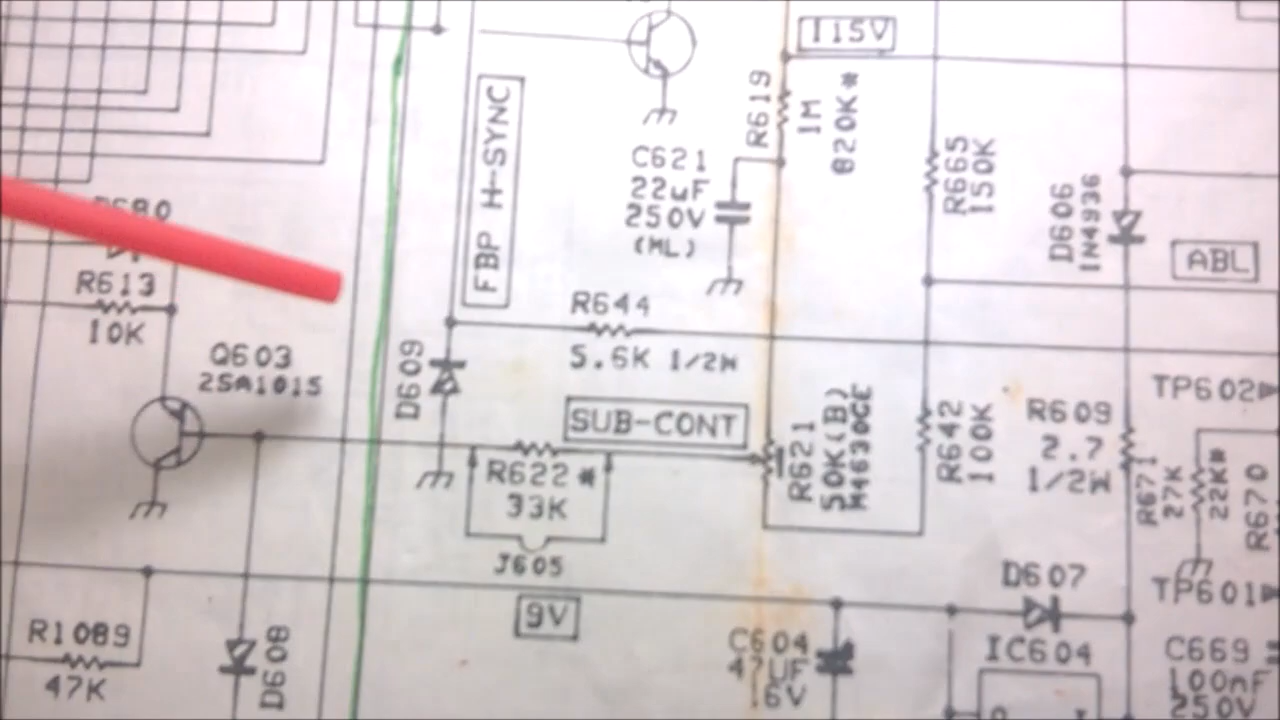 115V
R619
1M
820K*
FBP H-SYNC
C621
22uF
250V
(ML)
R665
150K
D606
1N4936
ABL
R613
10K
R644
5.6K 1/2W
Q603
2SA1015
D609
SUB-CONT
R621
50K(B)
R642
100K
R609
2.7
1/2W
TP602
R622*
33K
J605
R671
27K
22K*
R670
9V
D607
TP601
R1089
47K
D608
C604
47UF
16V
IC604
C669
100nF
250V